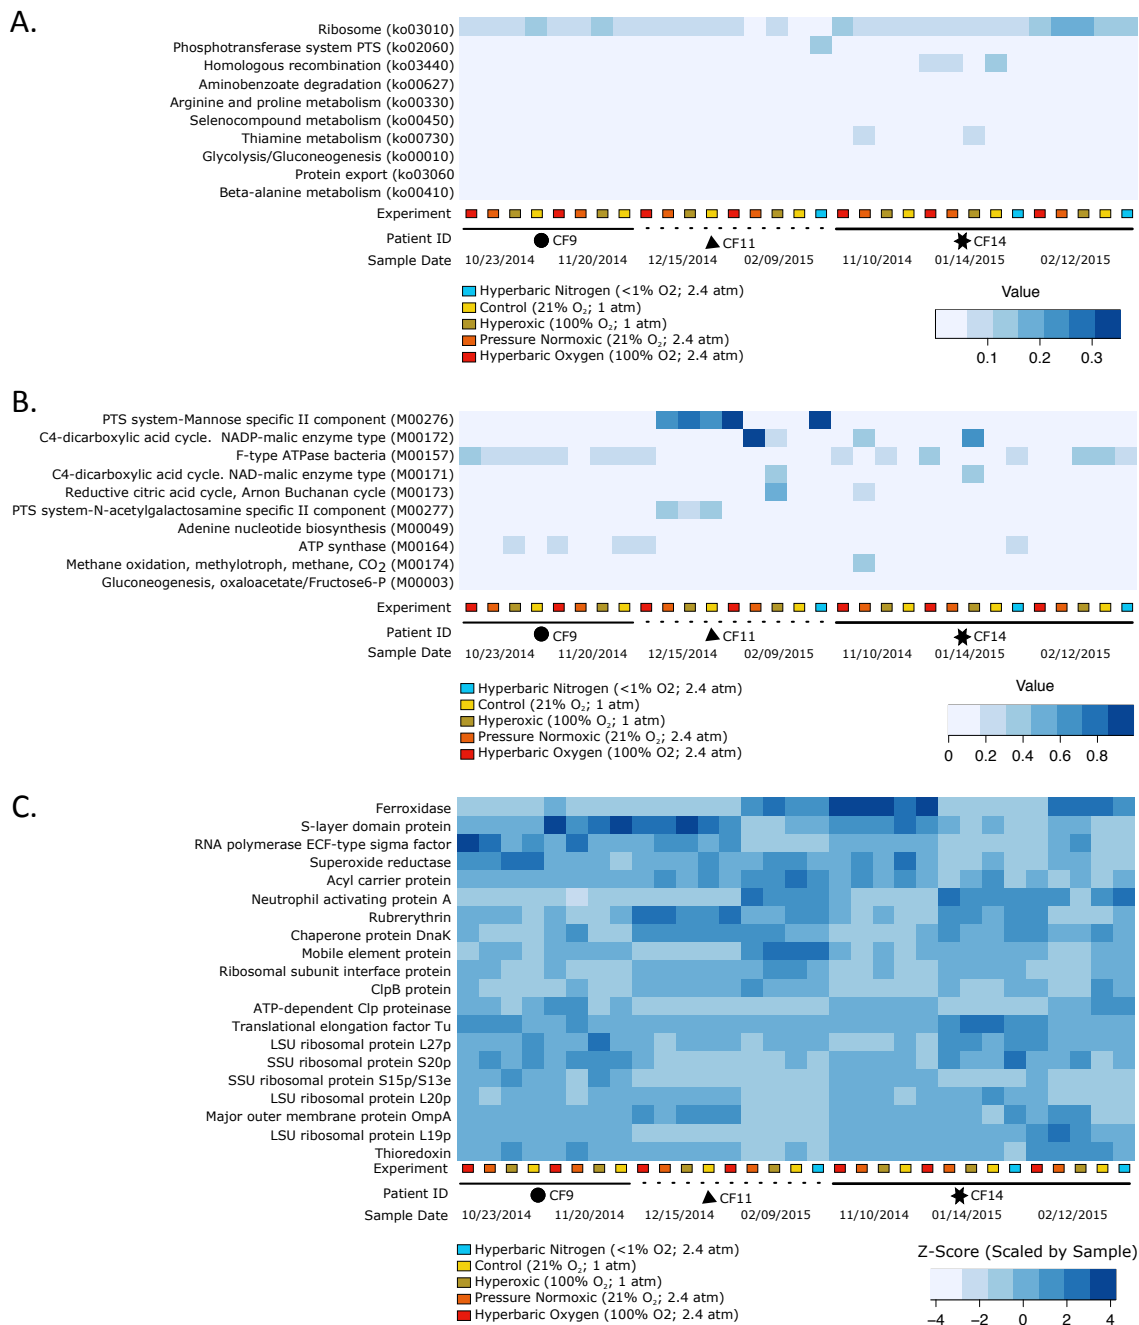 A.
Ribosome (ko03010)
Phosphotransferase system PTS (ko02060)
Homologous recombination (ko03440)
Aminobenzoate degradation (ko00627)
Arginine and proline metabolism (ko00330)
Selenocompound metabolism (ko00450)
Thiamine metabolism (ko00730)
Glycolysis/Gluconeogenesis (ko00010)
Protein export (ko03060
Beta-alanine metabolism (ko00410)
Experiment
Patient ID CF9 CF11 CF14
Sample Date 10/23/2014 11/20/2014 12/15/2014 02/09/2015 11/10/2014 01/14/2015 02/12/2015
Hyperbaric Nitrogen (<1% O2; 2.4 atm)
Control (21% O₂; 1 atm)
Hyperoxic (100% O₂; 1 atm)
Pressure Normoxic (21% O₂; 2.4 atm)
Hyperbaric Oxygen (100% O2; 2.4 atm)
Value
0.1 0.2 0.3
B.
PTS system-Mannose specific II component (M00276)
C4-dicarboxylic acid cycle. NADP-malic enzyme type (M00172)
F-type ATPase bacteria (M00157)
C4-dicarboxylic acid cycle. NAD-malic enzyme type (M00171)
Reductive citric acid cycle, Arnon Buchanan cycle (M00173)
PTS system-N-acetylgalactosamine specific II component (M00277)
Adenine nucleotide biosynthesis (M00049)
ATP synthase (M00164)
Methane oxidation, methylotroph, methane, CO₂ (M00174)
Gluconeogenesis, oxaloacetate/Fructose6-P (M00003)
Experiment
Patient ID CF9 CF11 CF14
Sample Date 10/23/2014 11/20/2014 12/15/2014 02/09/2015 11/10/2014 01/14/2015 02/12/2015
Hyperbaric Nitrogen (<1% O2; 2.4 atm)
Control (21% O₂; 1 atm)
Hyperoxic (100% O₂; 1 atm)
Pressure Normoxic (21% O₂; 2.4 atm)
Hyperbaric Oxygen (100% O2; 2.4 atm)
Value
0 0.2 0.4 0.6 0.8
C.
Ferroxidase
S-layer domain protein
RNA polymerase ECF-type sigma factor
Superoxide reductase
Acyl carrier protein
Neutrophil activating protein A
Rubrerythrin
Chaperone protein DnaK
Mobile element protein
Ribosomal subunit interface protein
ClpB protein
ATP-dependent Clp proteinase
Translational elongation factor Tu
LSU ribosomal protein L27p
SSU ribosomal protein S20p
SSU ribosomal protein S15p/S13e
LSU ribosomal protein L20p
Major outer membrane protein OmpA
LSU ribosomal protein L19p
Thioredoxin
Experiment
Patient ID CF9 CF11 CF14
Sample Date 10/23/2014 11/20/2014 12/15/2014 02/09/2015 11/10/2014 01/14/2015 02/12/2015
Hyperbaric Nitrogen (<1% O2; 2.4 atm)
Control (21% O₂; 1 atm)
Hyperoxic (100% O₂; 1 atm)
Pressure Normoxic (21% O₂; 2.4 atm)
Hyperbaric Oxygen (100% O2; 2.4 atm)
Z-Score (Scaled by Sample)
−4 −2 0 2 4